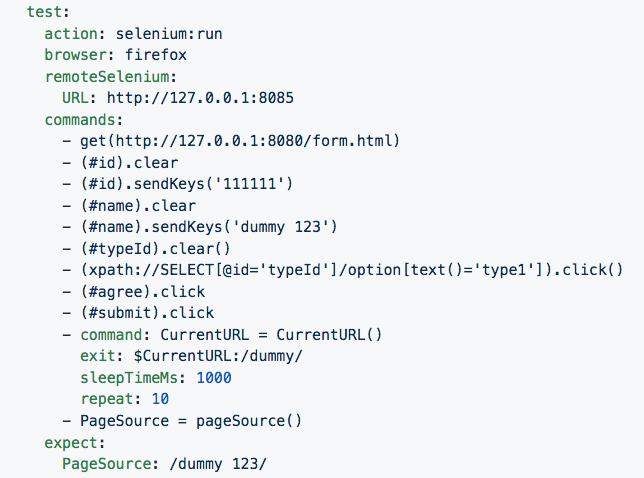 test:
action: selenium:run
browser: firefox
remoteSelenium:
URL: http://127.0.0.1:8085
commands:
- get(http://127.0.0.1:8080/form.html)
- (#id).clear
- (#id).sendKeys('111111')
- (#name).clear
- (#name).sendKeys('dummy 123')
- (#typeId).clear()
- (xpath://SELECT[@id='typeId']/option[text()='type1']).click()
- (#agree).click
- (#submit).click
- command: CurrentURL = CurrentURL()
exit: $CurrentURL:/dummy/
sleepTimeMs: 1000
repeat: 10
- PageSource = pageSource()
expect:
PageSource: /dummy 123/